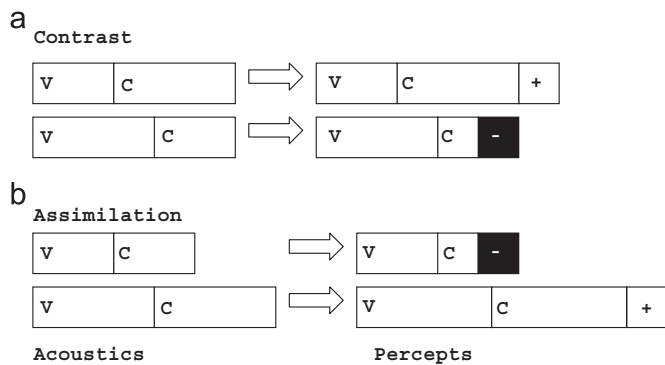 a
Contrast
V C V C +
V C V C -
b
Assimilation
V C V C -
V C V C +
Acoustics Percepts